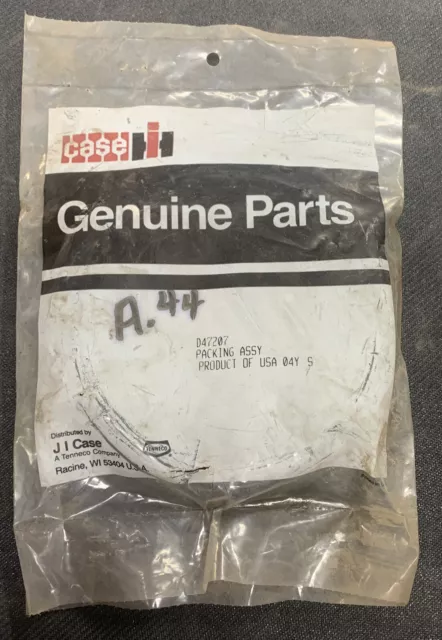 case IH
Genuine Parts
A.44
D47207
PACKING ASSY
PRODUCT OF USA 04Y S
Distributed by
J I Case
A Tenneco Company
TENNECO
Racine, WI 53404 U.S.A.